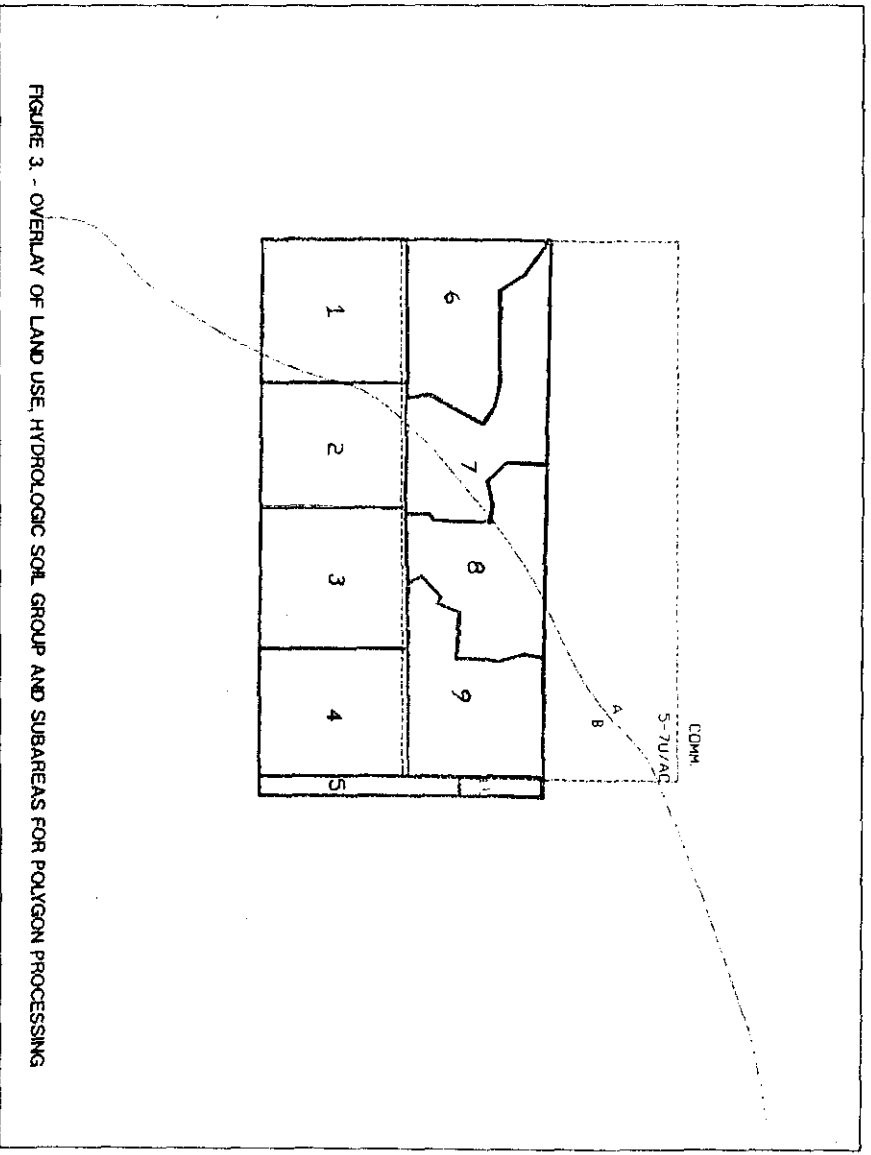 COMM.
5-7U/AC
A
B
6
7
8
9
1
2
3
4
5
FIGURE 3. - OVERLAY OF LAND USE, HYDROLOGIC SOIL GROUP AND SUBAREAS FOR POLYGON PROCESSING